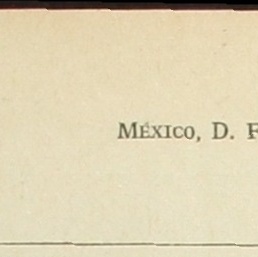 México, D. F